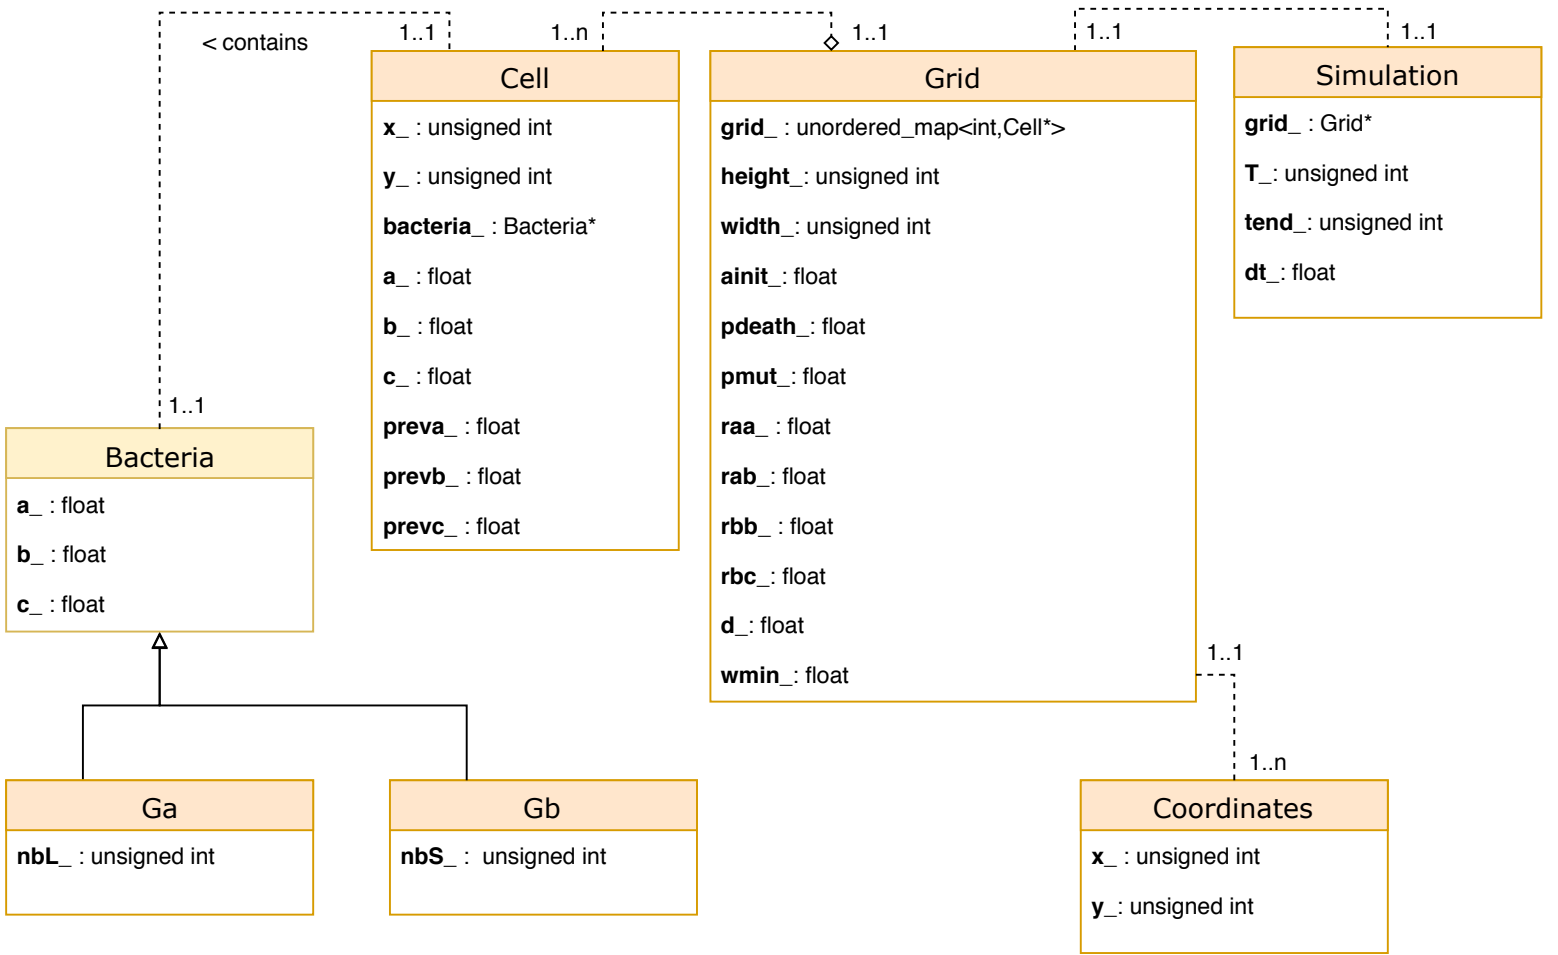 < contains
1..1
1..n
1..1
1..1
1..1
Cell
x_ : unsigned int
y_ : unsigned int
bacteria_ : Bacteria*
a_ : float
b_ : float
c_ : float
preva_ : float
prevb_ : float
prevc_ : float
Grid
grid_ : unordered_map<int,Cell*>
height_: unsigned int
width_: unsigned int
ainit_: float
pdeath_: float
pmut_: float
raa_ : float
rab_: float
rbb_ : float
rbc_: float
d_: float
wmin_: float
Simulation
grid_ : Grid*
T_: unsigned int
tend_: unsigned int
dt_: float
1..1
Bacteria
a_ : float
b_ : float
c_ : float
1..1
1..n
Ga
nbL_ : unsigned int
Gb
nbS_ : unsigned int
Coordinates
x_ : unsigned int
y_: unsigned int